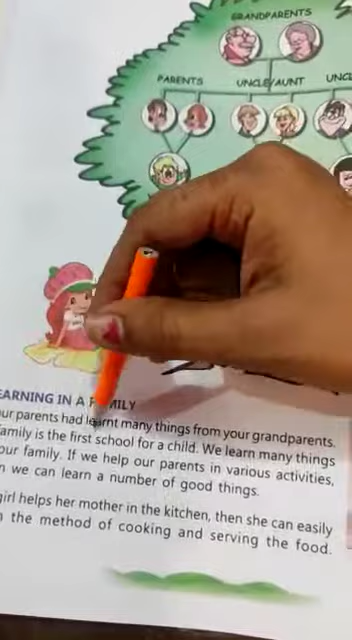 GRANDPARENTS
PARENTS UNCLE/AUNT
EARNING IN A FAMILY
ur parents had learnt many things from your grandparents.
amily is the first school for a child. We learn many things
our family. If we help our parents in various activities,
n we can learn a number of good things.
girl helps her mother in the kitchen, then she can easily
n the method of cooking and serving the food.